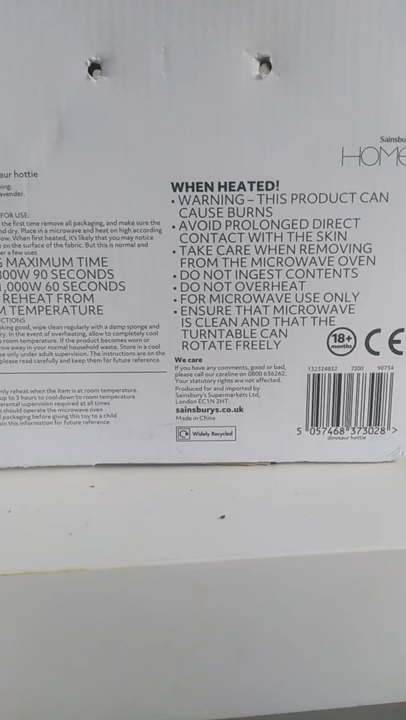 Sainsbu
HOME
aur hottie
ing.
avender.
FOR USE:
the first time remove all packaging, and make sure the
nd dry. Place in a microwave and heat on high according
ow. When first heated, it's likely that you may notice
r on the surface of the fabric. But this is normal and
er a few uses
G MAXIMUM TIME
800W 90 SECONDS
1,000W 60 SECONDS
REHEAT FROM
M TEMPERATURE
CTIONS
oking good, wipe clean regularly with a damp sponge and
ry. In the event of overheating, allow to completely cool
o room temperature. If the product becomes worn or
row away in your normal household waste. Store in a cool
se only under adult supervision. The instructions are on the
please read carefully and keep them for future reference
nly reheat when the item is at room temperature.
up to 3 hours to cool down to room temperature
arental supervision required at all times
s should operate the microwave oven
l packaging before giving this toy to a child
in this information for future reference
WHEN HEATED!
• WARNING – THIS PRODUCT CAN
CAUSE BURNS
• AVOID PROLONGED DIRECT
CONTACT WITH THE SKIN
• TAKE CARE WHEN REMOVING
FROM THE MICROWAVE OVEN
• DO NOT INGEST CONTENTS
• DO NOT OVERHEAT
• FOR MICROWAVE USE ONLY
• ENSURE THAT MICROWAVE
IS CLEAN AND THAT THE
TURNTABLE CAN
ROTATE FREELY
18+
months
CE
We care
If you have any comments, good or bad,
please call our careline on 0800 636262.
Your statutory rights are not affected.
Produced for and imported by
Sainsbury's Supermarkets Ltd,
London EC1N 2HT.
sainsburys.co.uk
Made in China
Widely Recycled
132324832 7200 90734
5 057468 373028 >
dinosaur hottie